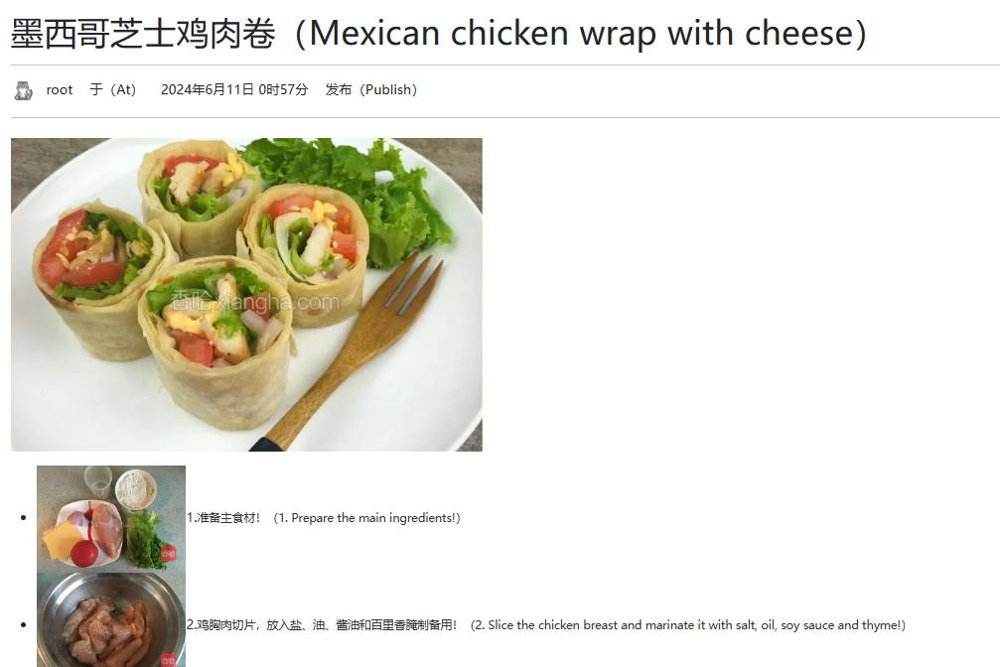 墨西哥芝士鸡肉卷（Mexican chicken wrap with cheese）
root 于（At） 2024年6月11日 0时57分 发布（Publish）
香哈 xiangha.com
1.准备主食材！（1. Prepare the main ingredients!）
2.鸡胸肉切片，放入盐、油、酱油和百里香腌制备用！（2. Slice the chicken breast and marinate it with salt, oil, soy sauce and thyme!）